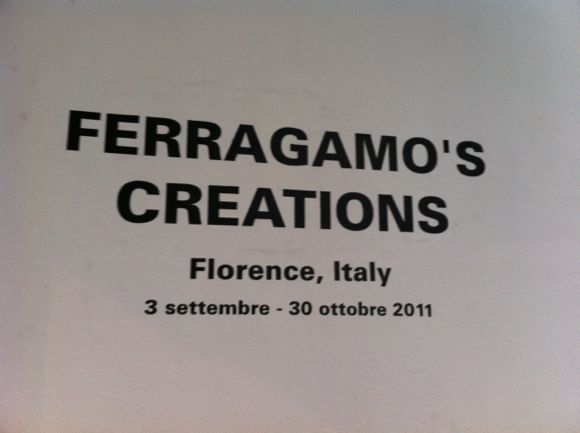 FERRAGAMO'S
CREATIONS
Florence, Italy
3 settembre - 30 ottobre 2011